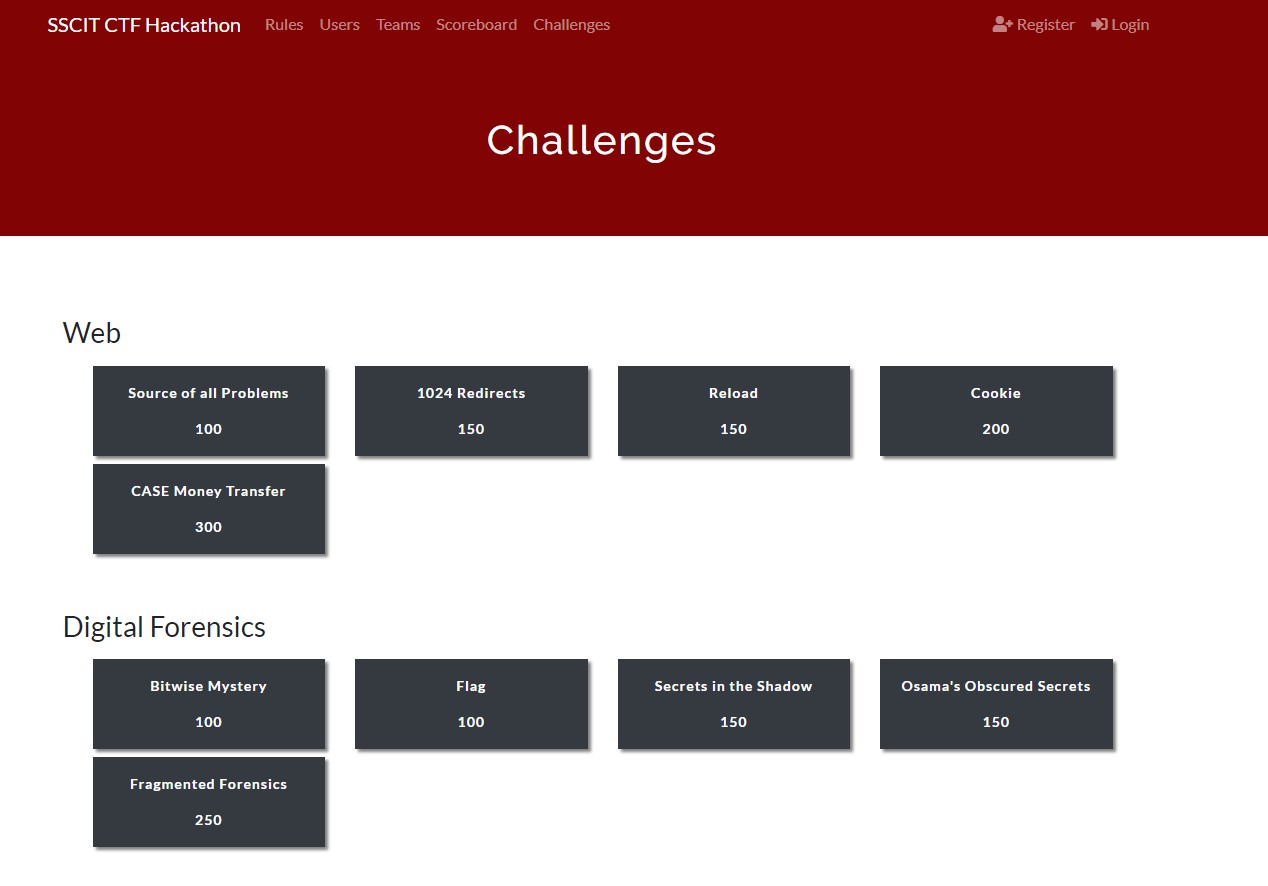 SSCIT CTF Hackathon Rules Users Teams Scoreboard Challenges Register Login
Challenges
Web
Source of all Problems
100
1024 Redirects
150
Reload
150
Cookie
200
CASE Money Transfer
300
Digital Forensics
Bitwise Mystery
100
Flag
100
Secrets in the Shadow
150
Osama's Obscured Secrets
150
Fragmented Forensics
250